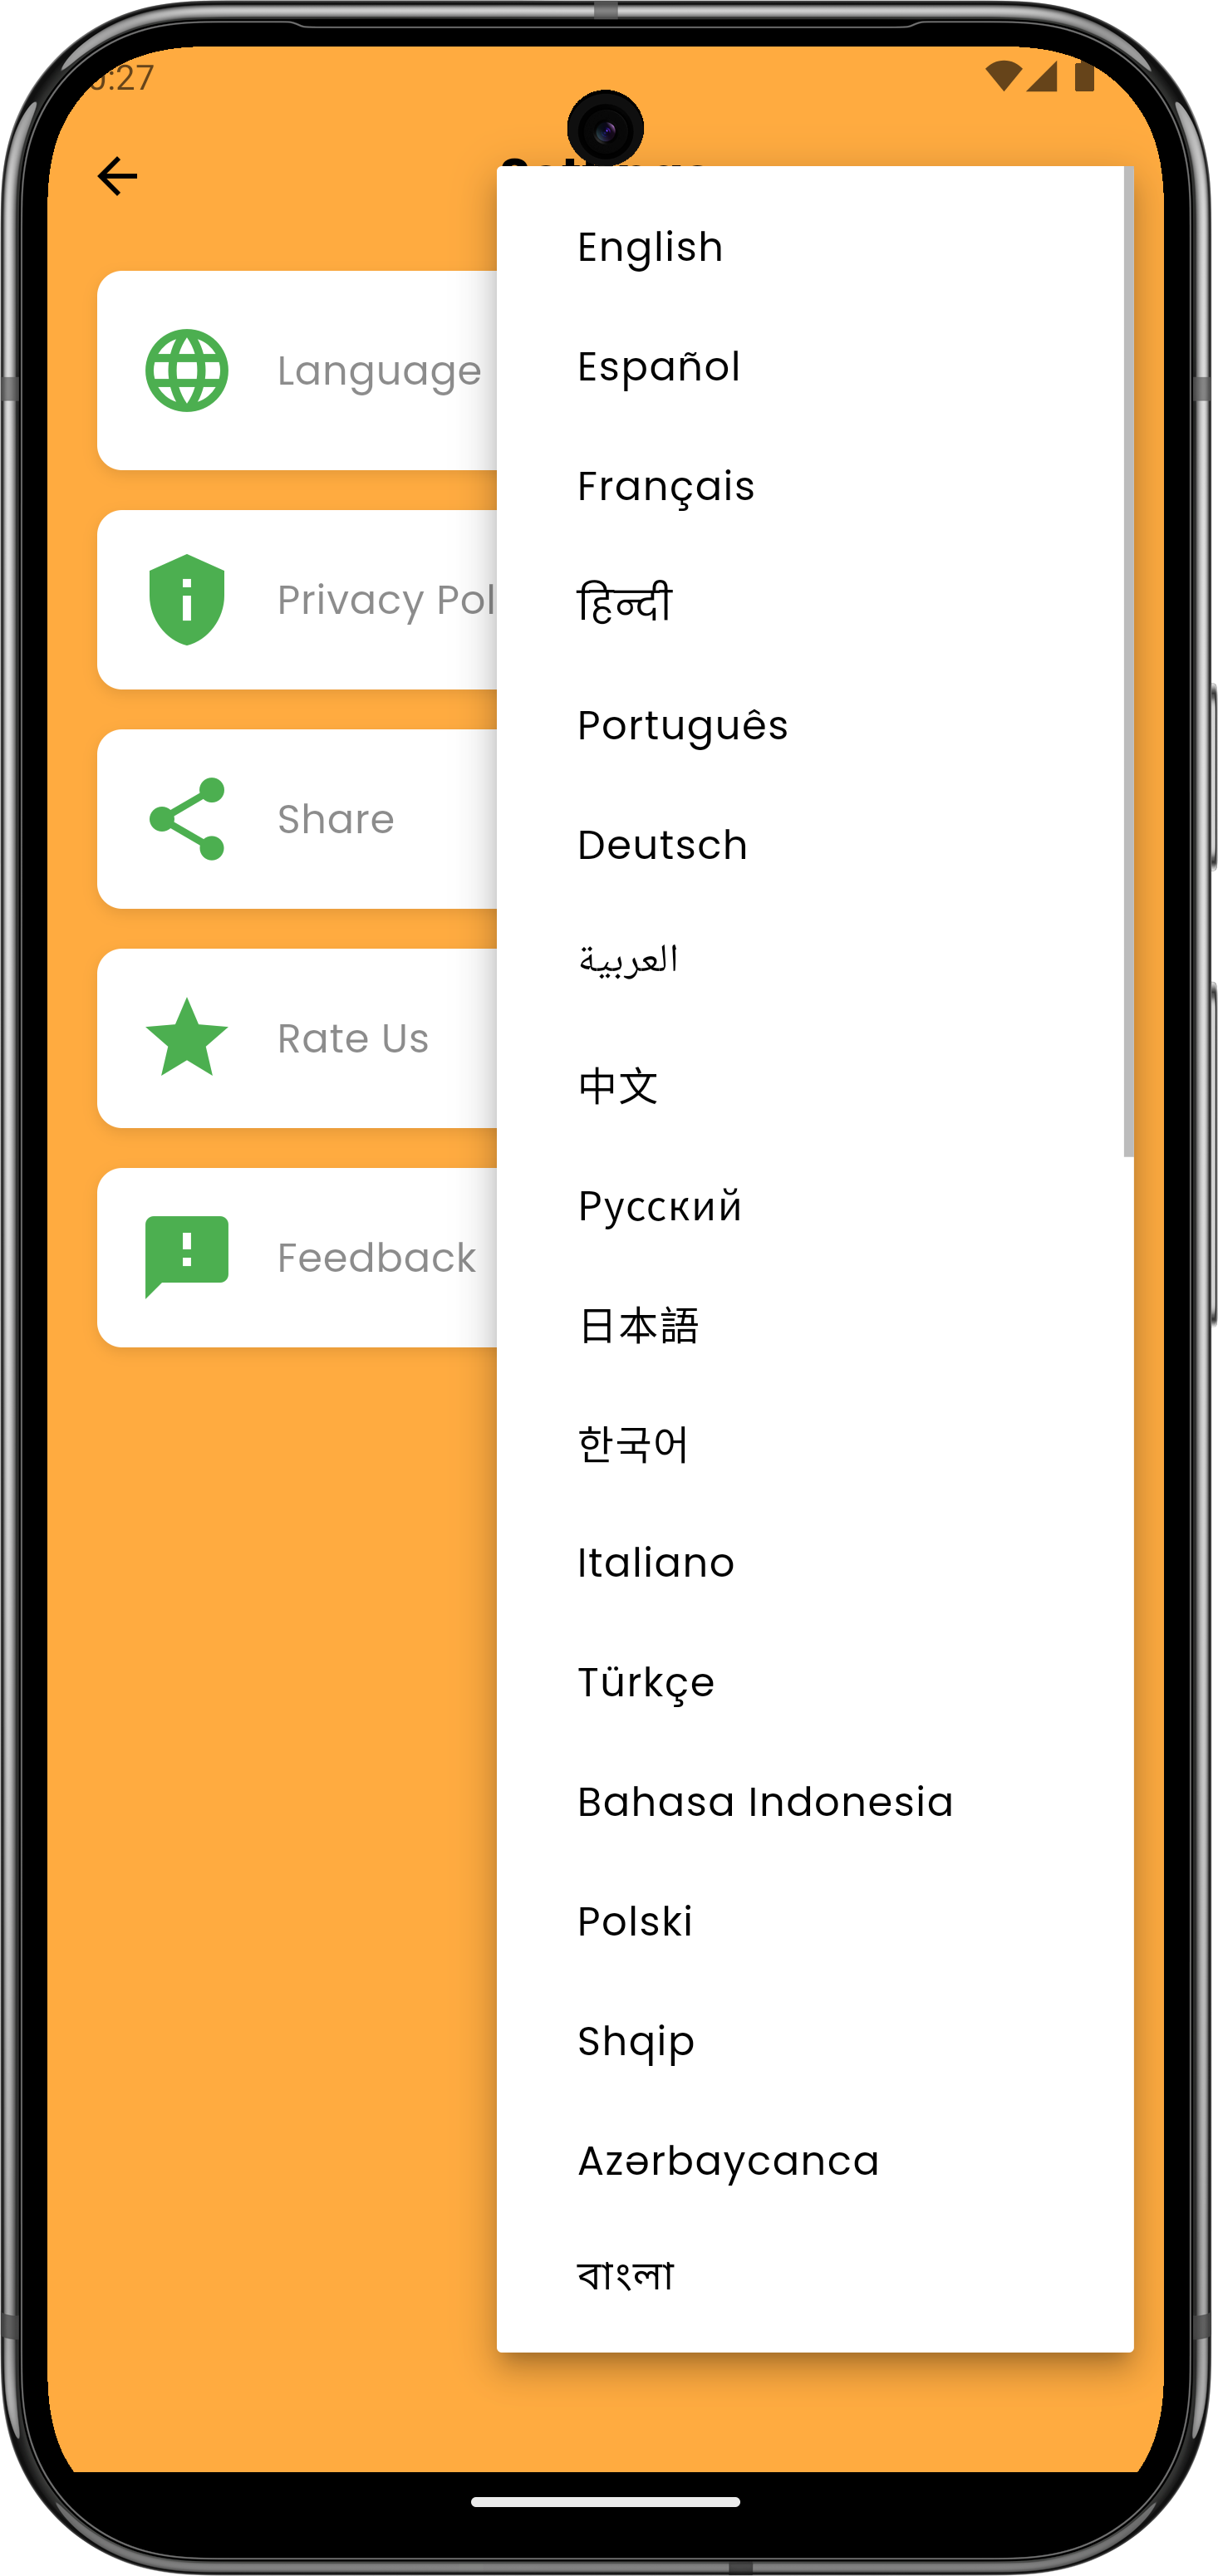 :27
Language
Privacy Pol
Share
Rate Us
Feedback
English
Español
Français
हिन्दी
Português
Deutsch
العربية
中文
Русский
日本語
한국어
Italiano
Türkçe
Bahasa Indonesia
Polski
Shqip
Azərbaycanca
বাংলা